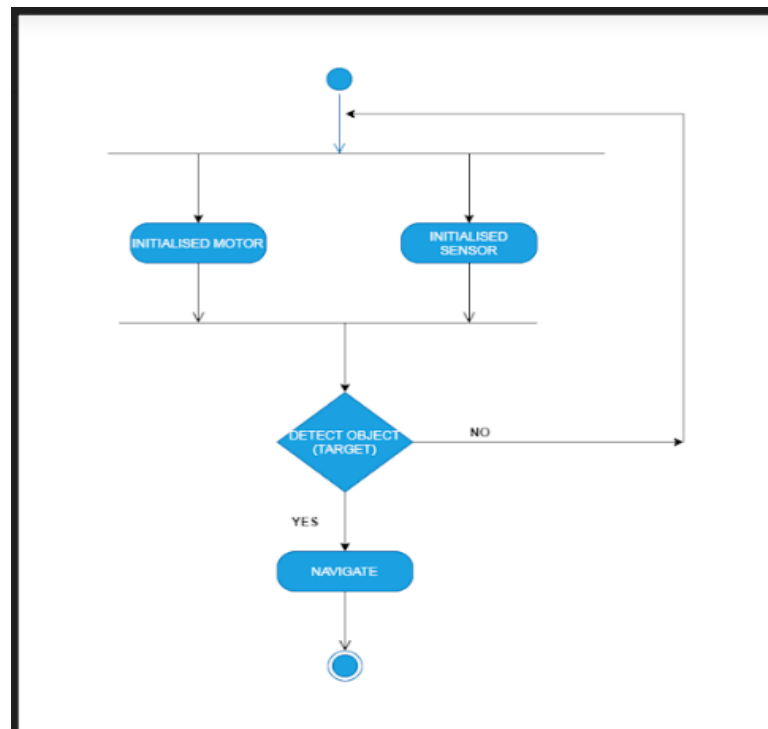 INITIALISED MOTOR
INITIALISED
SENSOR
DETECT OBJECT
(TARGET)
NO
YES
NAVIGATE